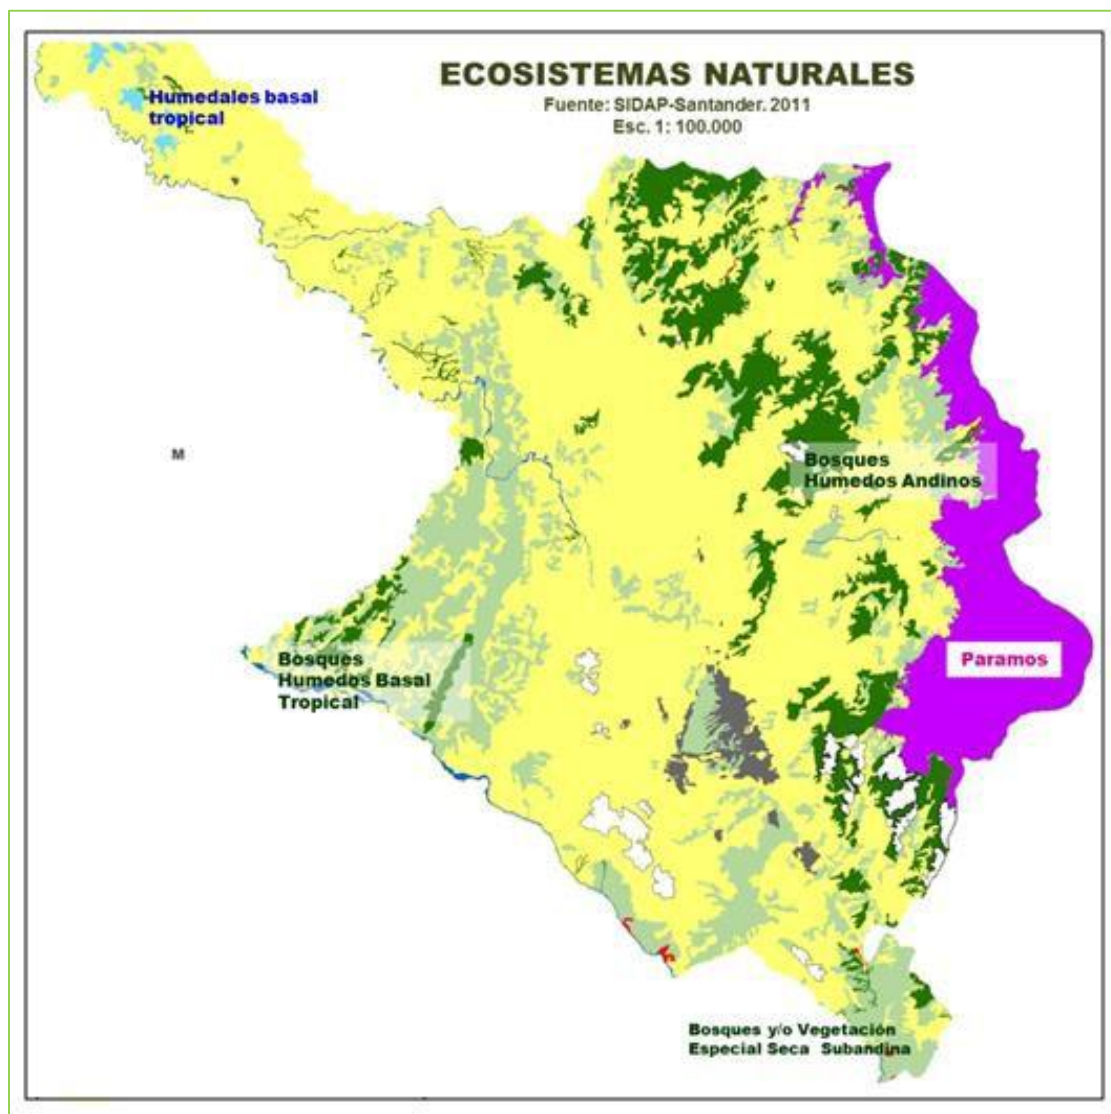 ECOSISTEMAS NATURALES
Fuente: SIDAP-Santander. 2011
Esc. 1: 100.000
Humedales basal
tropical
M
Bosques
Humedos Andinos
Bosques
Humedos Basal
Tropical
Paramos
Bosques y/o Vegetación
Especial Seca Subandina